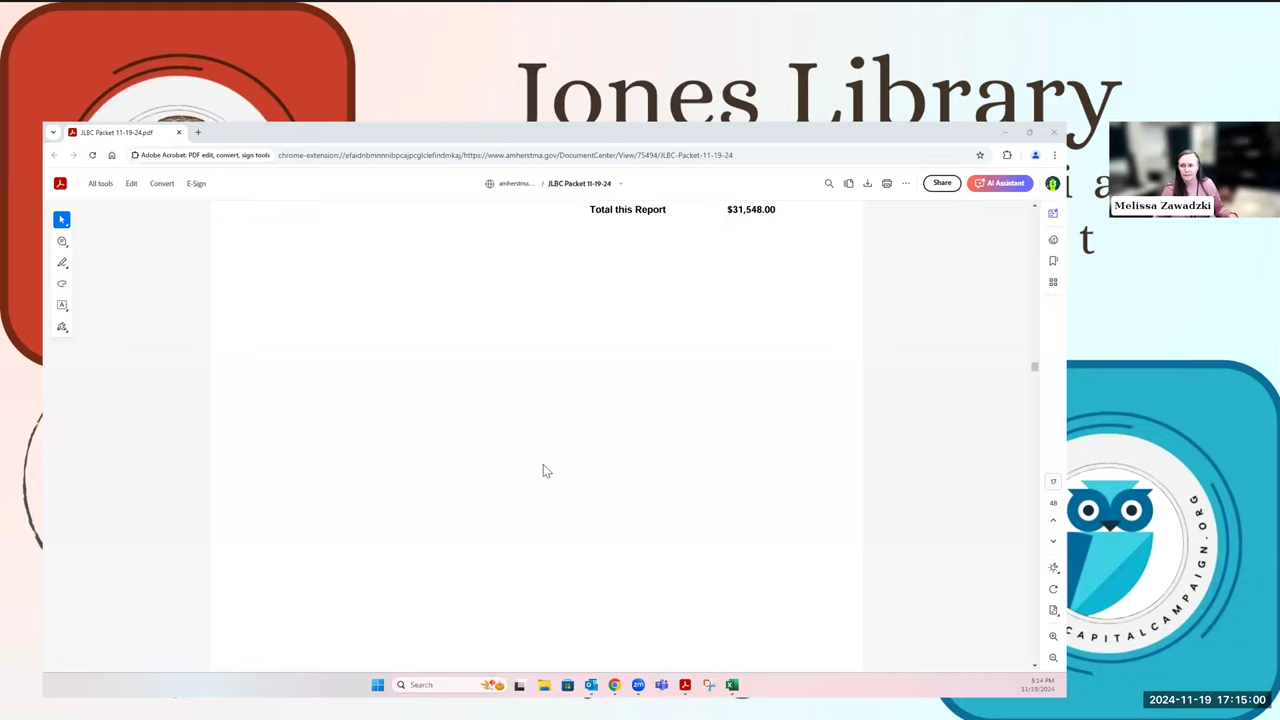 Jones Library
JLBC Packet 11-19-24.pdf
Adobe Acrobat: PDF edit, convert, sign tools
chrome-extension://efaidnbmnnnibpcajpcglclefindmkaj/https://www.amherstma.gov/DocumentCenter/View/75494/JLBC-Packet-11-19-24
All tools
Edit
Convert
E-Sign
amherstma... / JLBC Packet 11-19-24
Share
AI Assistant
Melissa Zawadzki
Total this Report $31,548.00
t
17
48
CAPITALCAMPAIGN.ORG
Search
zm
5:14 PM
11/19/2024
2024-11-19 17:15:00